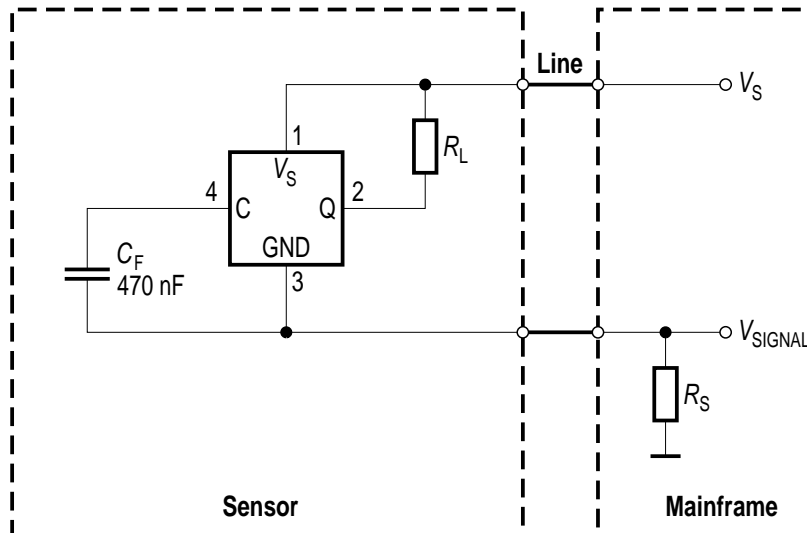 Line
V_S
1
V_S
R_L
4
2
C
Q
GND
C_F
470 nF
3
V_SIGNAL
R_S
Sensor
Mainframe